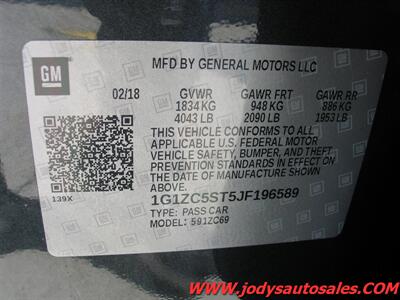 GM
MFD BY GENERAL MOTORS LLC
02/18 GVWR GAWR FRT GAWR RR
1834 KG 948 KG 886 KG
4043 LB 2090 LB 1953 LB
THIS VEHICLE CONFORMS TO ALL
APPLICABLE U.S. FEDERAL MOTOR
VEHICLE SAFETY, BUMPER, AND THEFT
PREVENTION STANDARDS IN EFFECT ON
THE DATE OF MANUFACTURE SHOWN
ABOVE.
139X
1G1ZC5ST5JF196589
TYPE: PASS CAR
MODEL: 591ZC69
www.jodysautosales.com